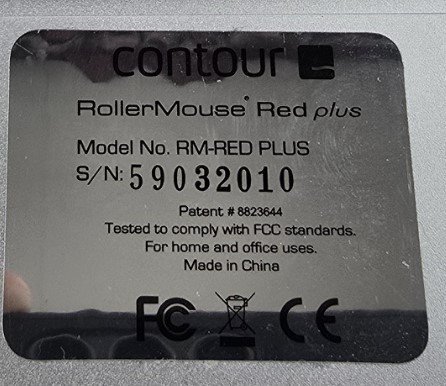 contour
RollerMouse® Red plus
Model No. RM-RED PLUS
S/N: 59032010
Patent # 8823644
Tested to comply with FCC standards.
For home and office uses.
Made in China
FC CE